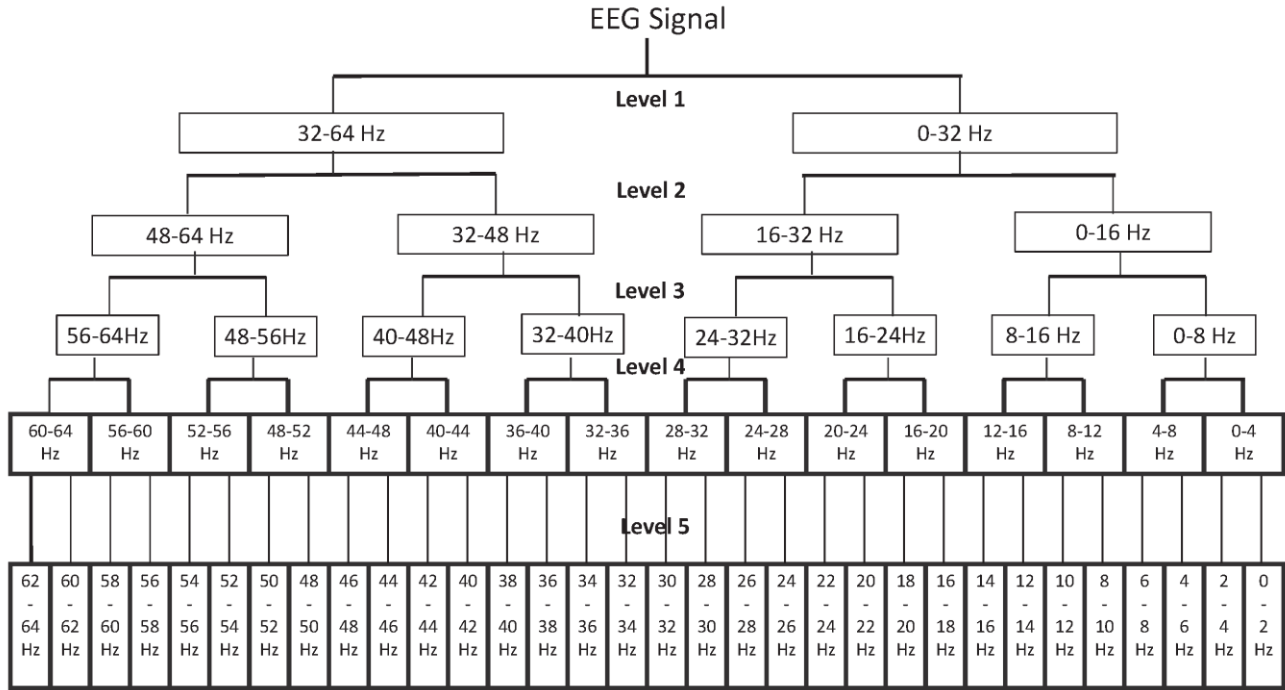 EEG Signal
Level 1
32-64 Hz 0-32 Hz
Level 2
48-64 Hz 32-48 Hz 16-32 Hz 0-16 Hz
Level 3
56-64Hz 48-56Hz 40-48Hz 32-40Hz 24-32Hz 16-24Hz 8-16 Hz 0-8 Hz
Level 4
60-64 56-60 52-56 48-52 44-48 40-44 36-40 32-36 28-32 24-28 20-24 16-20 12-16 8-12 4-8 0-4
Hz Hz Hz Hz Hz Hz Hz Hz Hz Hz Hz Hz Hz Hz Hz Hz
Level 5
62 60 58 56 54 52 50 48 46 44 42 40 38 36 34 32 30 28 26 24 22 20 18 16 14 12 10 8 6 4 2 0
- - - - - - - - - - - - - - - - - - - - - - - - - - - - - - - -
64 62 60 58 56 54 52 50 48 46 44 42 40 38 36 34 32 30 28 26 24 22 20 18 16 14 12 10 8 6 4 2
Hz Hz Hz Hz Hz Hz Hz Hz Hz Hz Hz Hz Hz Hz Hz Hz Hz Hz Hz Hz Hz Hz Hz Hz Hz Hz Hz Hz Hz Hz Hz Hz